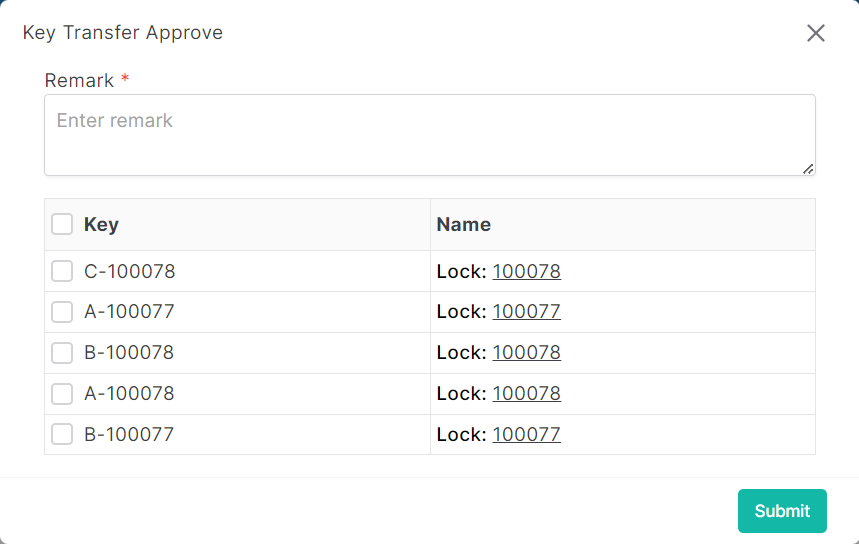 Key Transfer Approve
Remark *
Enter remark
Key Name
C-100078 Lock: 100078
A-100077 Lock: 100077
B-100078 Lock: 100078
A-100078 Lock: 100078
B-100077 Lock: 100077
Submit